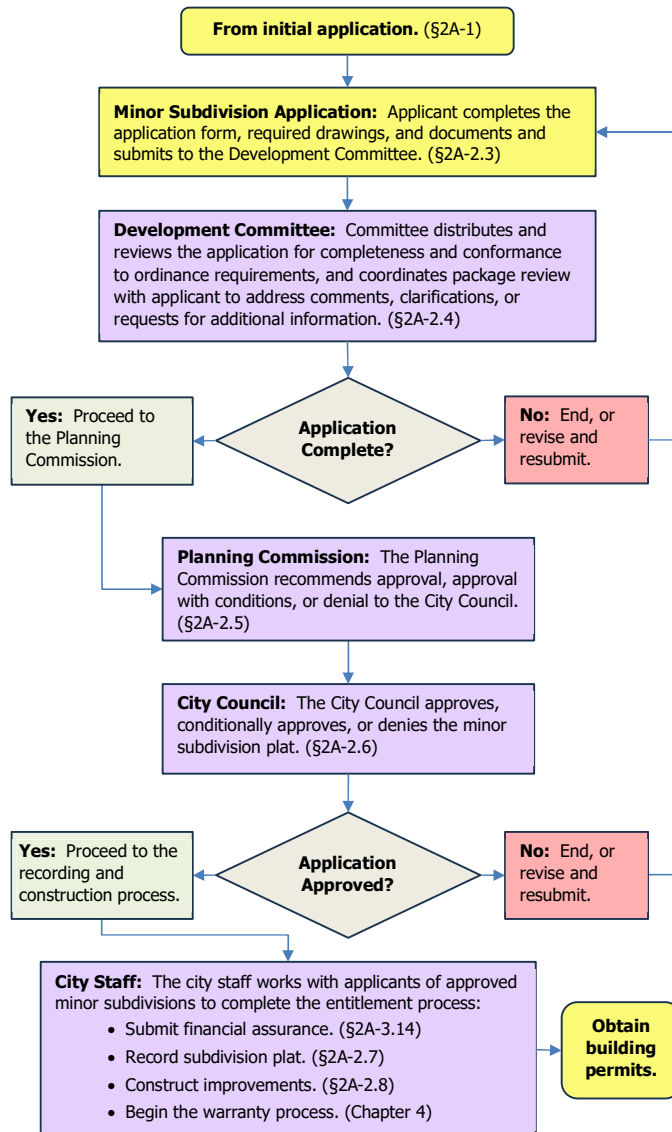 From initial application. (§2A-1)
Minor Subdivision Application:  Applicant completes the
application form, required drawings, and documents and
submits to the Development Committee. (§2A-2.3)
Development Committee:  Committee distributes and
reviews the application for completeness and conformance
to ordinance requirements, and coordinates package review
with applicant to address comments, clarifications, or
requests for additional information. (§2A-2.4)
Application
Complete?
Yes:  Proceed to
the Planning
Commission.
No:  End, or
revise and
resubmit.
Planning Commission:  The Planning
Commission recommends approval, approval
with conditions, or denial to the City Council.
(§2A-2.5)
City Council:  The City Council approves,
conditionally approves, or denies the minor
subdivision plat. (§2A-2.6)
Application
Approved?
Yes:  Proceed to the
recording and
construction process.
No:  End, or
revise and
resubmit.
City Staff:  The city staff works with applicants of approved
minor subdivisions to complete the entitlement process:
• Submit financial assurance. (§2A-3.14)
• Record subdivision plat. (§2A-2.7)
• Construct improvements. (§2A-2.8)
• Begin the warranty process. (Chapter 4)
Obtain
building
permits.